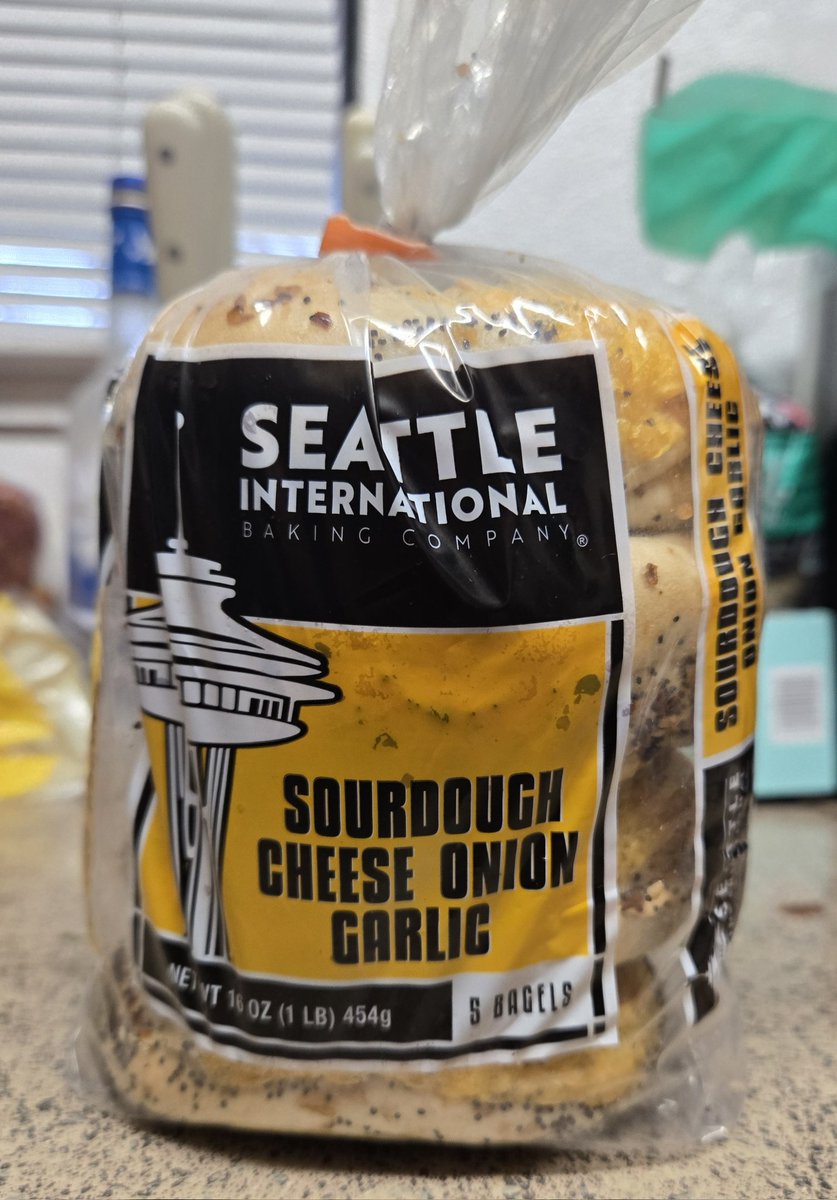 SEATTLE
INTERNATIONAL
BAKING COMPANY®
SOURDOUGH
CHEESE ONION
GARLIC
NET WT 16 OZ (1 LB) 454g
5 BAGELS
SOURDOUGH CHEESE
ONION GARLIC
SEATTLE